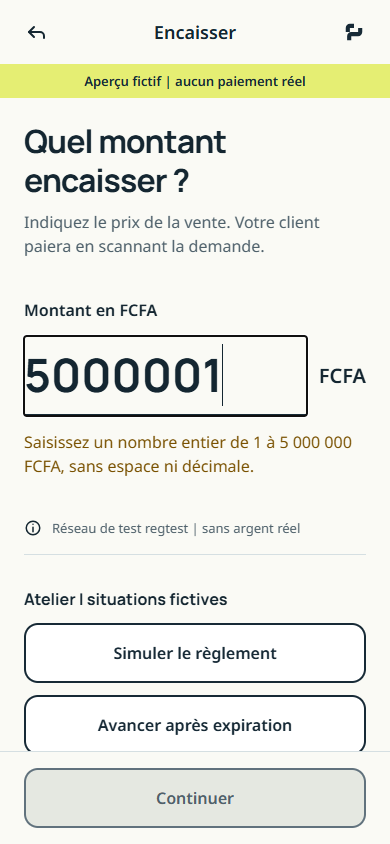 Encaisser
Aperçu fictif | aucun paiement réel
Quel montant
encaisser ?
Indiquez le prix de la vente. Votre client
paiera en scannant la demande.
Montant en FCFA
5000001
FCFA
Saisissez un nombre entier de 1 à 5 000 000
FCFA, sans espace ni décimale.
Réseau de test regtest | sans argent réel
Atelier | situations fictives
Simuler le règlement
Avancer après expiration
Continuer